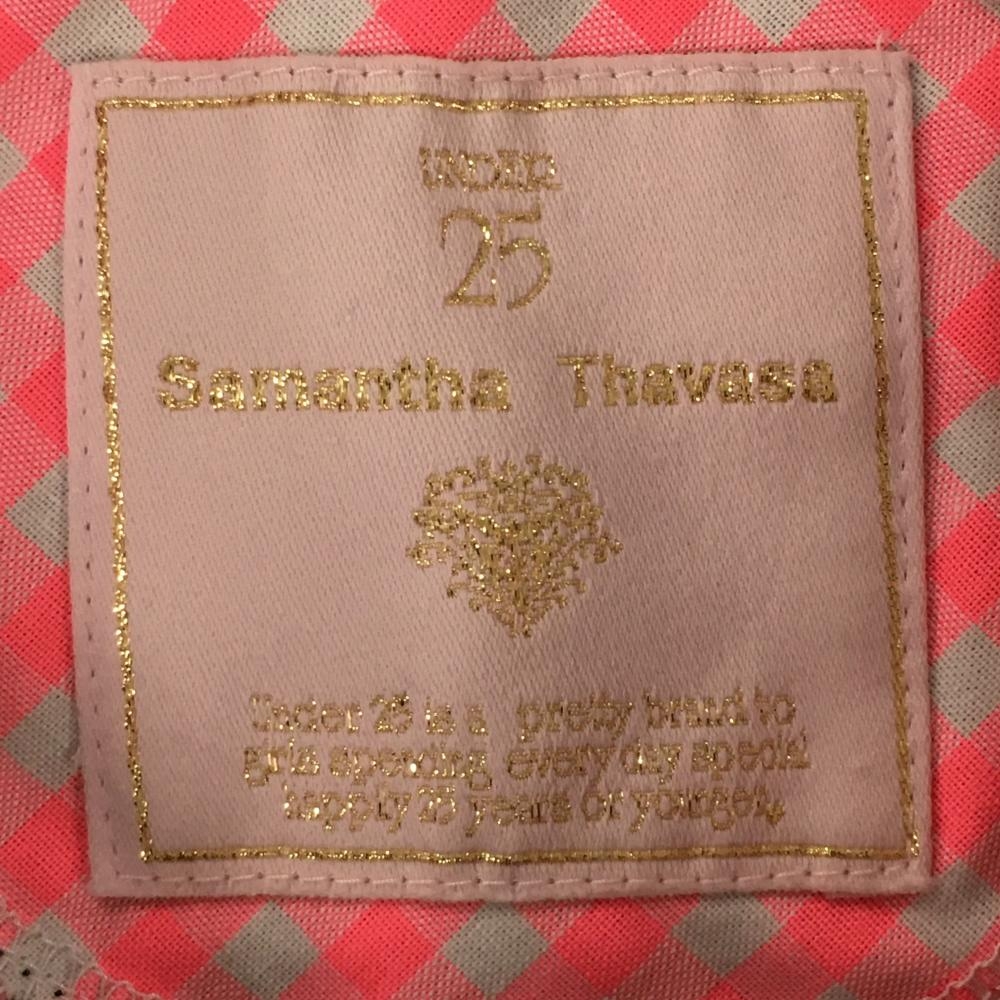 UNDER
25
Samantha Thavasa
Under 25 is a pretty brand to
girls spending every day special
happly 25 years or younger.